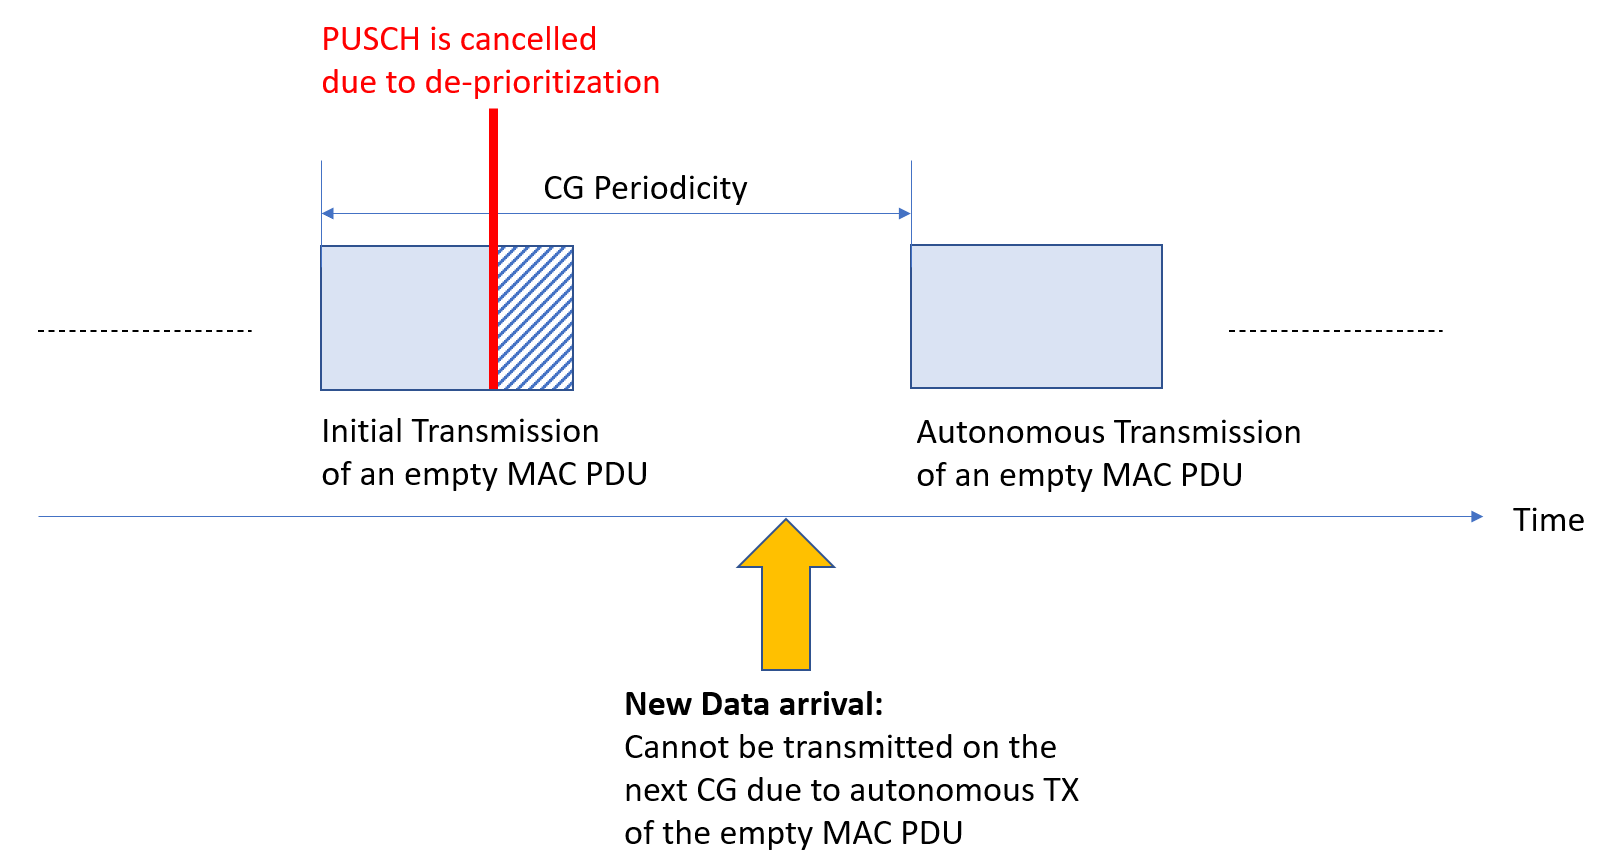 PUSCH is cancelled
due to de-prioritization
CG Periodicity
Initial Transmission
of an empty MAC PDU
Autonomous Transmission
of an empty MAC PDU
Time
New Data arrival:
Cannot be transmitted on the
next CG due to autonomous TX
of the empty MAC PDU